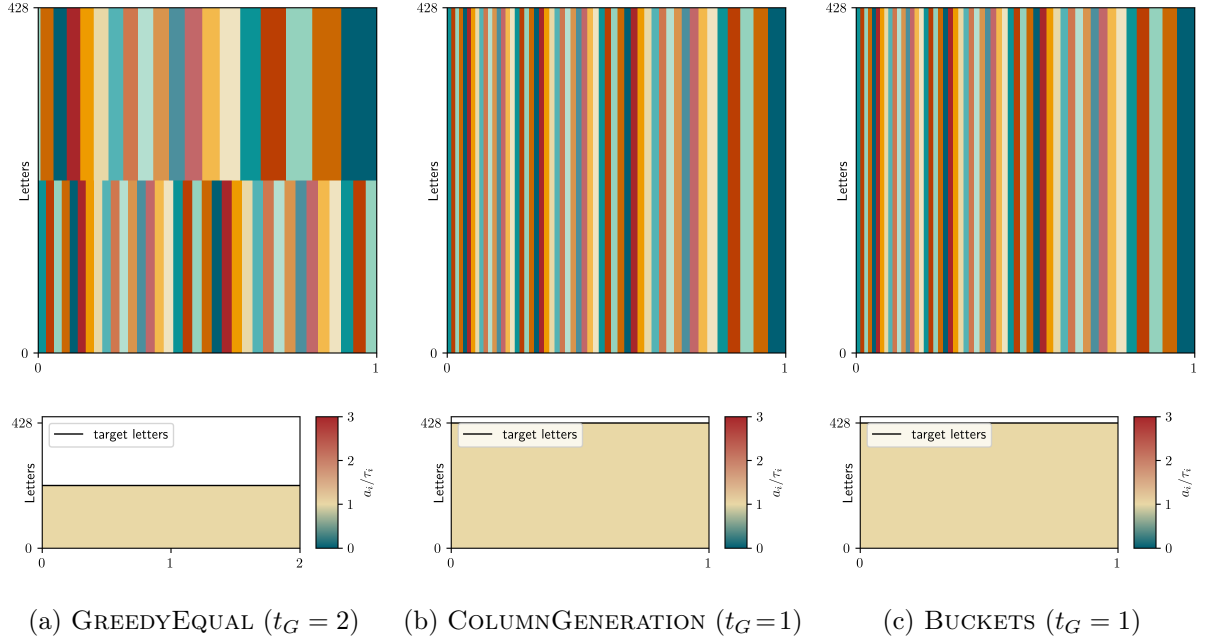 428
428
428
Letters
Letters
Letters
0
0
0
0
1
0
1
0
1
428
target letters
3
2
1
0
a_i/τ_i
Letters
0
0
1
2
428
target letters
3
2
1
0
a_i/τ_i
Letters
0
0
1
428
target letters
3
2
1
0
a_i/τ_i
Letters
0
0
1
(a) GREEDYEQUAL (t_G = 2)
(b) COLUMNGENERATION (t_G = 1)
(c) BUCKETS (t_G = 1)